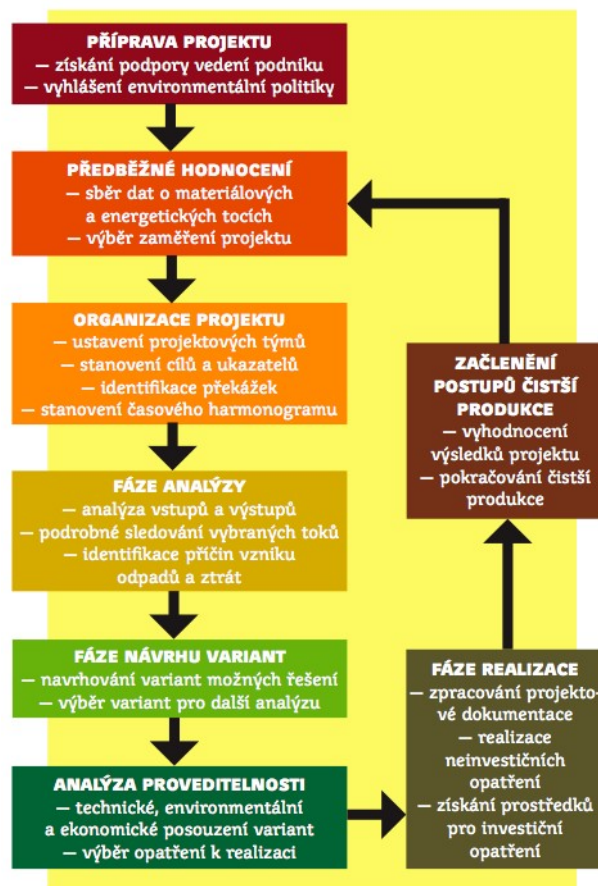 PŘÍPRAVA PROJEKTU
— získání podpory vedení podniku
— vyhlášení environmentální politiky
PŘEDBĚŽNÉ HODNOCENÍ
— sběr dat o materiálových
a energetických tocích
— výběr zaměření projektu
ORGANIZACE PROJEKTU
— ustavení projektových týmů
— stanovení cílů a ukazatelů
— identifikace překážek
— stanovení časového harmonogramu
FÁZE ANALÝZY
— analýza vstupů a výstupů
— podrobné sledování vybraných toků
— identifikace příčin vzniku
odpadů a ztrát
FÁZE NÁVRHU VARIANT
— navrhování variant možných řešení
— výběr variant pro další analýzu
ANALÝZA PROVEDITELNOSTI
— technické, environmentální
a ekonomické posouzení variant
— výběr opatření k realizaci
FÁZE REALIZACE
— zpracování projekto-
vé dokumentace
— realizace
neinvestičních
opatření
— získání prostředků
pro investiční
opatření
ZAČLENĚNÍ
POSTUPŮ ČISTŠÍ
PRODUKCE
— vyhodnocení
výsledků projektu
— pokračování čistší
produkce